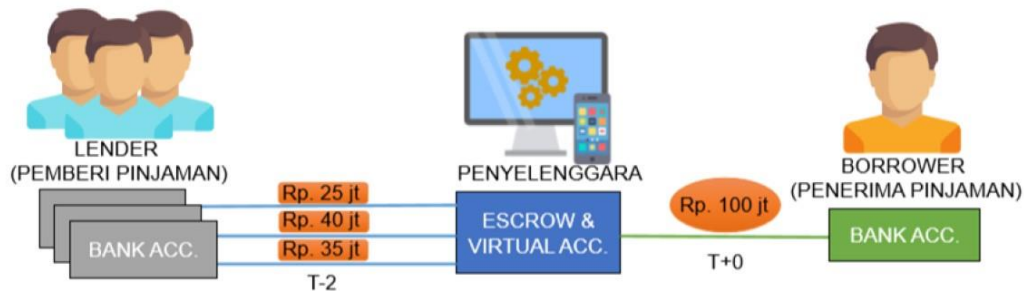 LENDER
(PEMBERI PINJAMAN)
BANK ACC.
Rp. 25 jt
Rp. 40 jt
Rp. 35 jt
T-2
PENYELENGGARA
ESCROW &
VIRTUAL ACC.
Rp. 100 jt
T+0
BORROWER
(PENERIMA PINJAMAN)
BANK ACC.